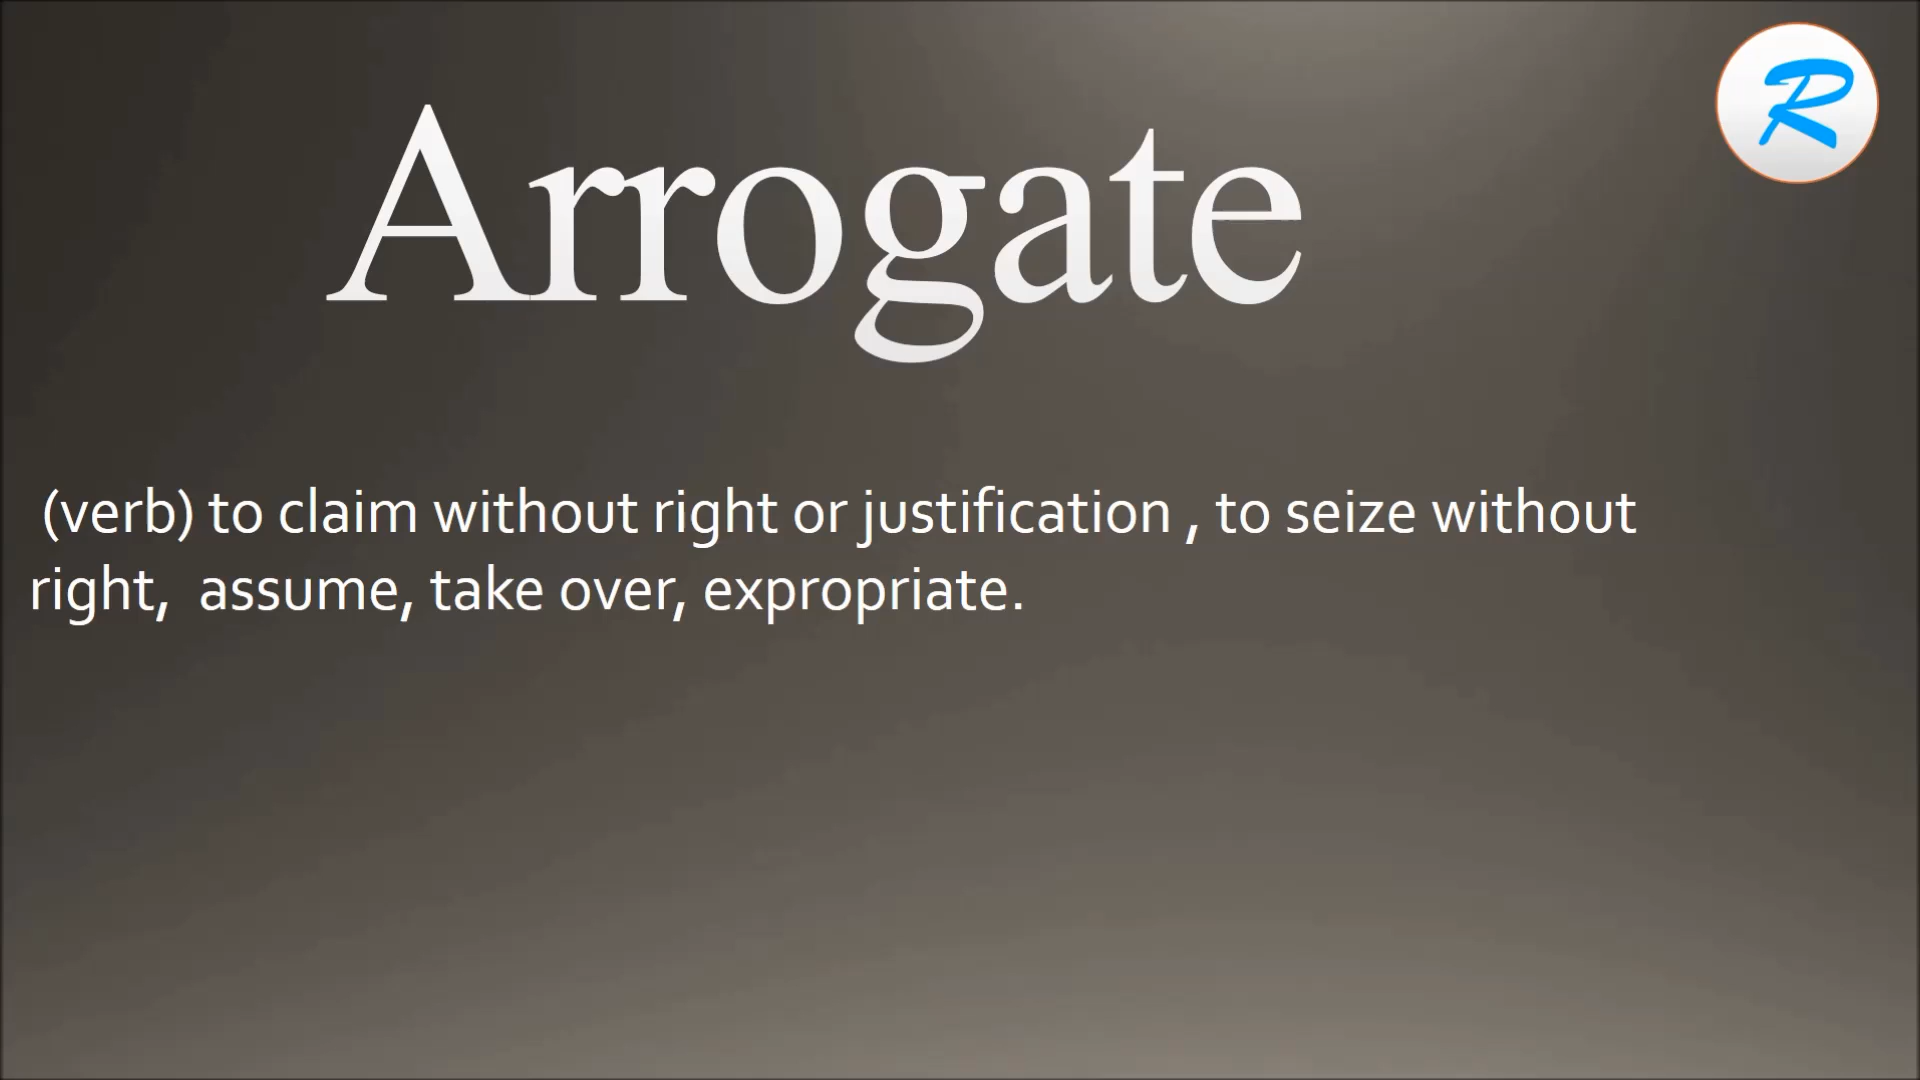 R
Arrogate
(verb) to claim without right or justification , to seize without
right,  assume, take over, expropriate.